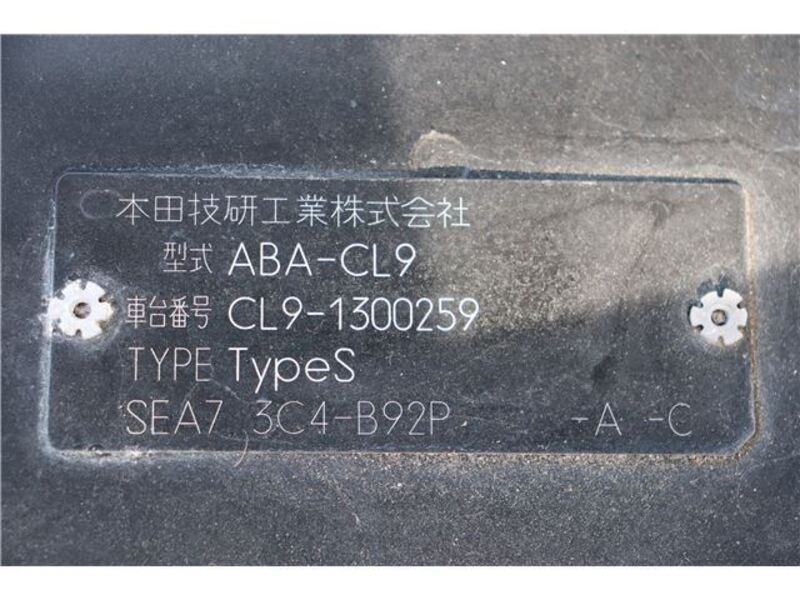 本田技研工業株式会社
型式 ABA-CL9
車台番号 CL9-1300259
TYPE TypeS
SEA7 3C4-B92P -A -C